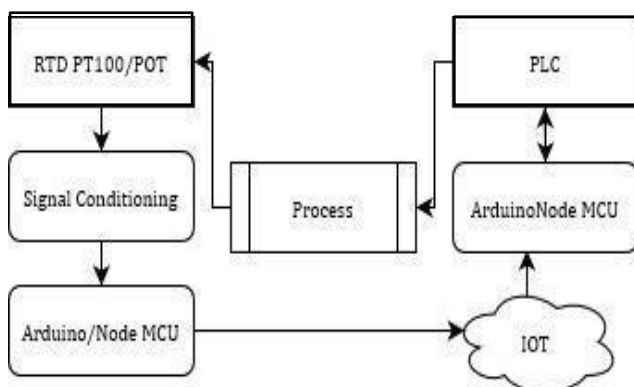 RTD PT100/POT
PLC
Signal Conditioning
Process
ArduinoNode MCU
Arduino/Node MCU
IOT